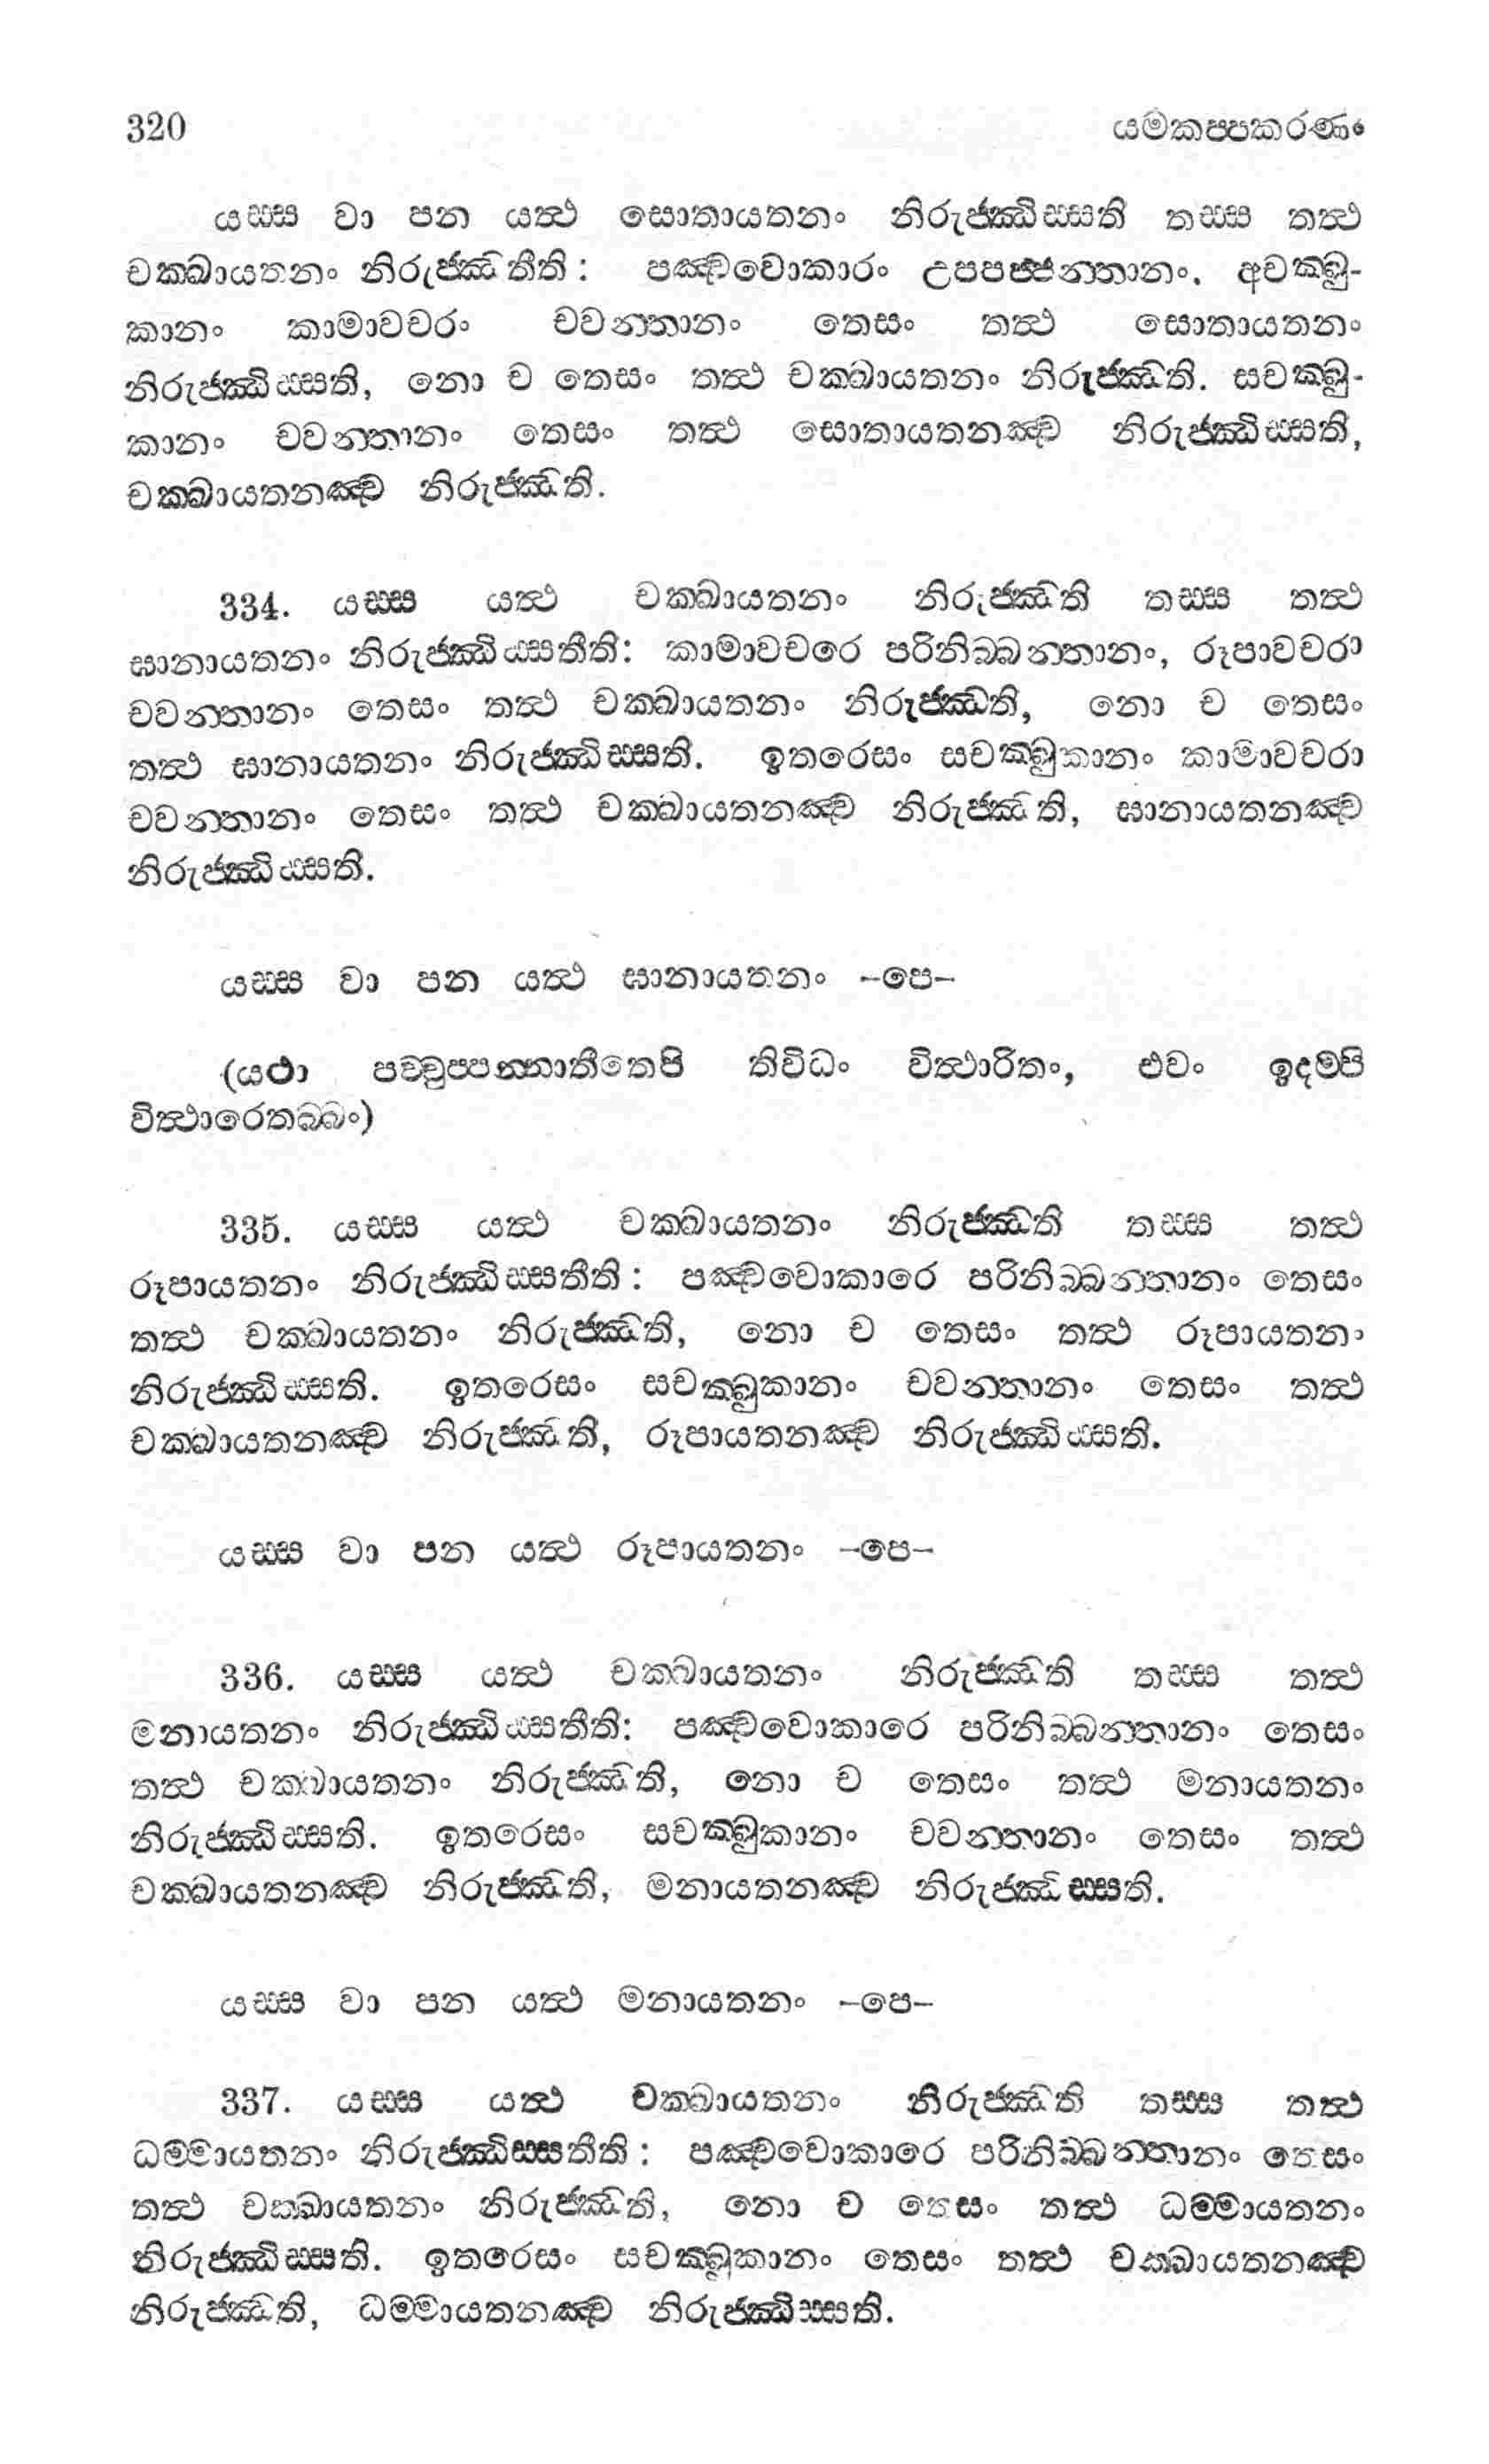 320 යමකප්පකරණං
යස්ස වා පන යත්ථ සොතායතනං නිරුජ්ඣිස්සති තස්ස තත්ථ
චක්ඛායතනං නිරුජ්ඣතීති: පඤ්චවොකාරං උපපජ්ජන්තානං, අචක්ඛු-
කානං කාමාවචරං චවන්තානං තෙසං තත්ථ සොතායතනං
නිරුජ්ඣිස්සති, නො ච තෙසං තත්ථ චක්ඛායතනං නිරුජ්ඣති. සචක්ඛු-
කානං චවන්තානං තෙසං තත්ථ සොතායතනඤ්ච නිරුජ්ඣිස්සති,
චක්ඛායතනඤ්ච නිරුජ්ඣති.
334. යස්ස යත්ථ චක්ඛායතනං නිරුජ්ඣති තස්ස තත්ථ
ඝානායතනං නිරුජ්ඣිස්සතීති: කාමාවචරෙ පරිනිබ්බන්තානං, රූපාවචරා
චවන්තානං තෙසං තත්ථ චක්ඛායතනං නිරුජ්ඣති, නො ච තෙසං
තත්ථ ඝානායතනං නිරුජ්ඣිස්සති. ඉතරෙසං සචක්ඛුකානං කාමාවචරා
චවන්තානං තෙසං තත්ථ චක්ඛායතනඤ්ච නිරුජ්ඣති, ඝානායතනඤ්ච
නිරුජ්ඣිස්සති.
යස්ස වා පන යත්ථ ඝානායතනං -පෙ-
(යථා පච්චුප්පන්නාතීතෙපි තිවිධං විත්ථාරිතං, එවං ඉදම්පි
විත්ථාරෙතබ්බං)
335. යස්ස යත්ථ චක්ඛායතනං නිරුජ්ඣති තස්ස තත්ථ
රූපායතනං නිරුජ්ඣිස්සතීති: පඤ්චවොකාරෙ පරිනිබ්බන්තානං තෙසං
තත්ථ චක්ඛායතනං නිරුජ්ඣති, නො ච තෙසං තත්ථ රූපායතනං
නිරුජ්ඣිස්සති. ඉතරෙසං සචක්ඛුකානං චවන්තානං තෙසං තත්ථ
චක්ඛායතනඤ්ච නිරුජ්ඣති, රූපායතනඤ්ච නිරුජ්ඣිස්සති.
යස්ස වා පන යත්ථ රූපායතනං -පෙ-
336. යස්ස යත්ථ චක්ඛායතනං නිරුජ්ඣති තස්ස තත්ථ
මනායතනං නිරුජ්ඣිස්සතීති: පඤ්චවොකාරෙ පරිනිබ්බන්තානං තෙසං
තත්ථ චක්ඛායතනං නිරුජ්ඣති, නො ච තෙසං තත්ථ මනායතනං
නිරුජ්ඣිස්සති. ඉතරෙසං සචක්ඛුකානං චවන්තානං තෙසං තත්ථ
චක්ඛායතනඤ්ච නිරුජ්ඣති, මනායතනඤ්ච නිරුජ්ඣිස්සති.
යස්ස වා පන යත්ථ මනායතනං -පෙ-
337. යස්ස යත්ථ චක්ඛායතනං නිරුජ්ඣති තස්ස තත්ථ
ධම්මායතනං නිරුජ්ඣිස්සතීති: පඤ්චවොකාරෙ පරිනිබ්බන්තානං තෙසං
තත්ථ චක්ඛායතනං නිරුජ්ඣති, නො ච තෙසං තත්ථ ධම්මායතනං
නිරුජ්ඣිස්සති. ඉතරෙසං සචක්ඛුකානං තෙසං තත්ථ චක්ඛායතනඤ්ච
නිරුජ්ඣති, ධම්මායතනඤ්ච නිරුජ්ඣිස්සති.